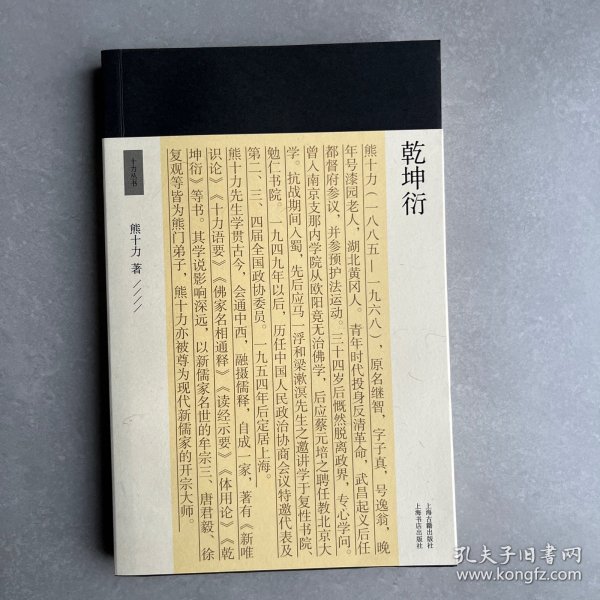 乾坤衍
熊十力（一八八五—一九六八），原名继智，字子真，号逸翁，晚
年号漆园老人，湖北黄冈人。青年时代投身反清革命，武昌起义后任
都督府参议，并参预护法运动。三十四岁后慨然脱离政界，专心学问。
曾入南京支那内学院从欧阳竟无治佛学，后应蔡元培之聘任教北京大
学。抗战期间入蜀，先后应马一浮和梁漱溟先生之邀讲学于复性书院、
勉仁书院。一九四九年以后，历任中国人民政治协商会议特邀代表及
第二、三、四届全国政协委员。一九五四年后定居上海。
熊十力先生学贯古今，会通中西，融摄儒释，自成一家，著有《新唯
识论》《十力语要》《佛家名相通释》《读经示要》《体用论》《乾
坤衍》等书。其学说影响深远，以新儒家名世的牟宗三、唐君毅、徐
复观等皆为熊门弟子，熊十力亦被尊为现代新儒家的开宗大师。
十力丛书
熊十力 著
上海古籍出版社
上海书店出版社
孔夫子旧书网
www.kongfz.com